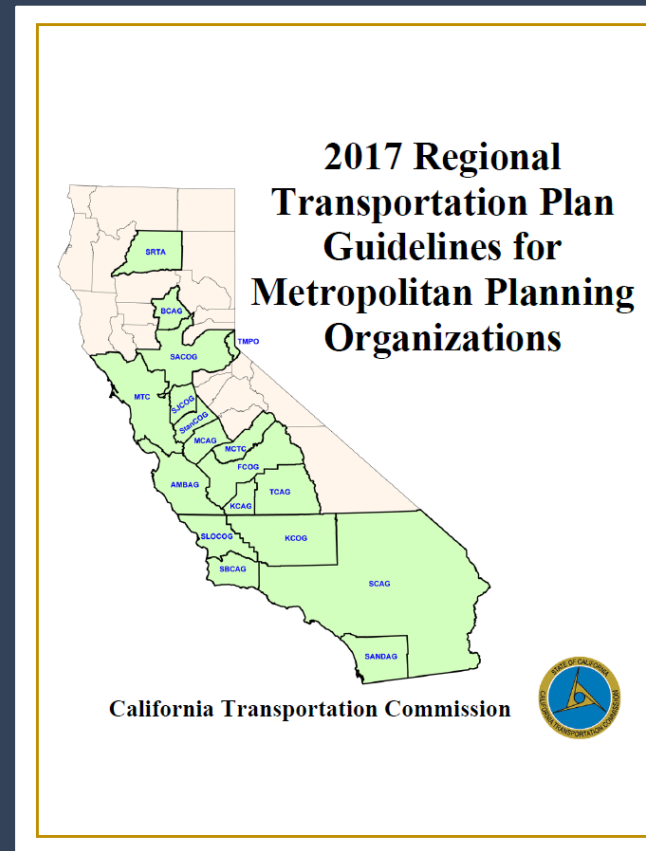 2017 Regional
Transportation Plan
Guidelines for
Metropolitan Planning
Organizations
SRTA
BCAG
TMPO
SACOG
MTC
SJCOG
StanCOG
MCAG
MCTC
FCOG
AMBAG
TCAG
KCAG
SLOCOG
KCOG
SBCAG
SCAG
SANDAG
California Transportation Commission
STATE OF CALIFORNIA
CALIFORNIA TRANSPORTATION COMMISSION